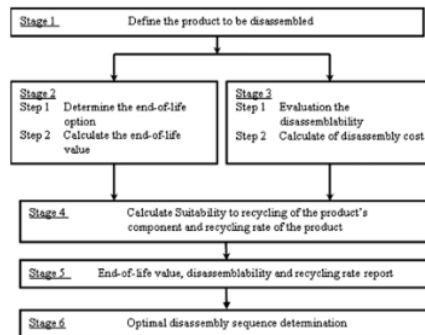 Stage 1 Define the product to be disassembled
Stage 2
Step 1 Determine the end-of-life
option
Step 2 Calculate the end-of-life
value
Stage 3
Step 1 Evaluation the
disassemblability
Step 2 Calculate of disassembly cost
Stage 4 Calculate Suitability to recycling of the product's
component and recycling rate of the product
Stage 5 End-of-life value, disassemblability and recycling rate report
Stage 6 Optimal disassembly sequence determination